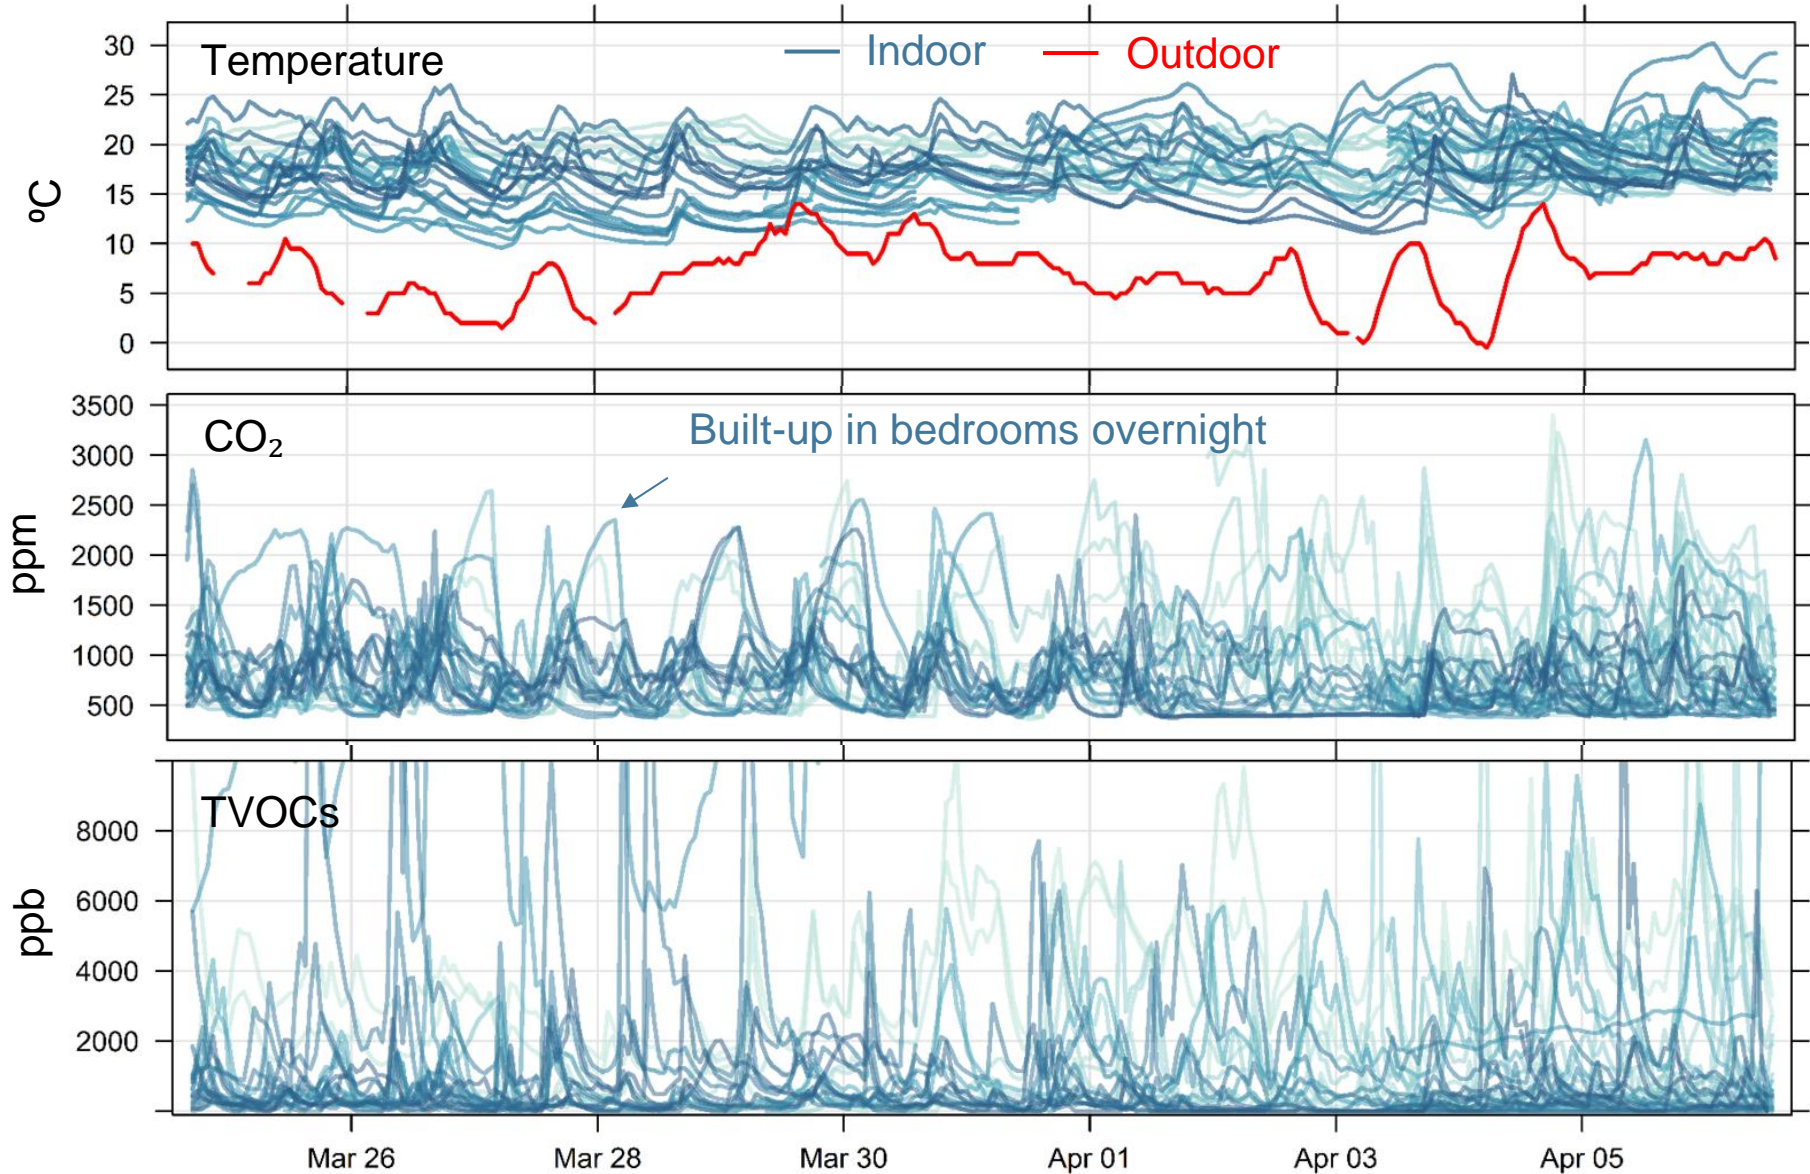 Temperature
Indoor
Outdoor
30
25
20
15
10
5
0
ºC
CO₂
Built-up in bedrooms overnight
3500
3000
2500
2000
1500
1000
500
ppm
TVOCs
8000
6000
4000
2000
ppb
Mar 26 Mar 28 Mar 30 Apr 01 Apr 03 Apr 05